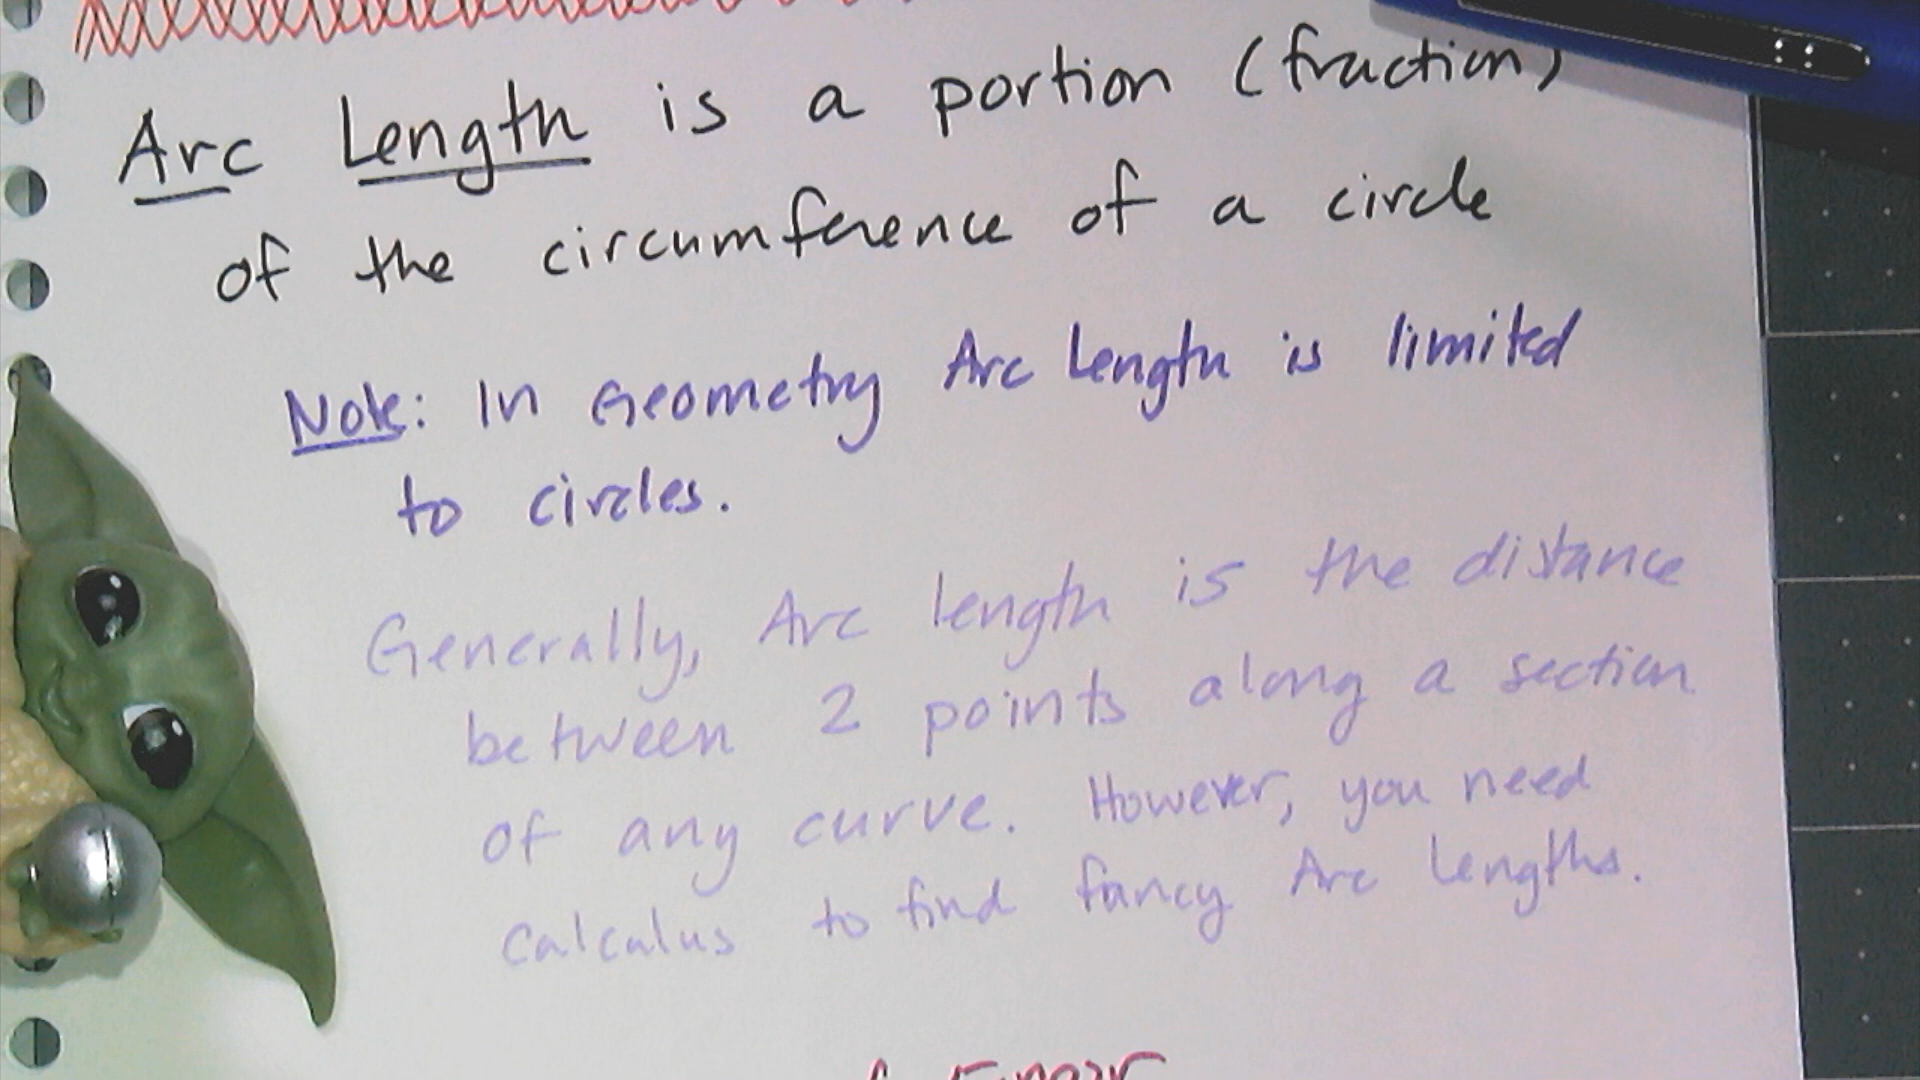 Arc Length is a portion (fraction)
of the circumference of a circle
Note: In Geometry Arc Length is limited
to circles.
Generally, Arc length is the distance
between 2 points along a section
of any curve. However, you need
calculus to find fancy Arc Lengths.